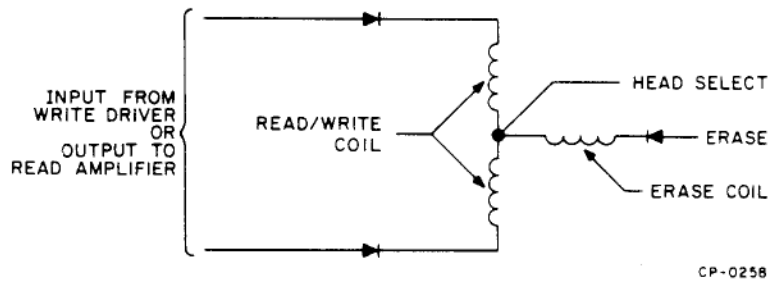 INPUT FROM
WRITE DRIVER
OR
OUTPUT TO
READ AMPLIFIER
READ/WRITE
COIL
HEAD SELECT
ERASE
ERASE COIL
CP-0258